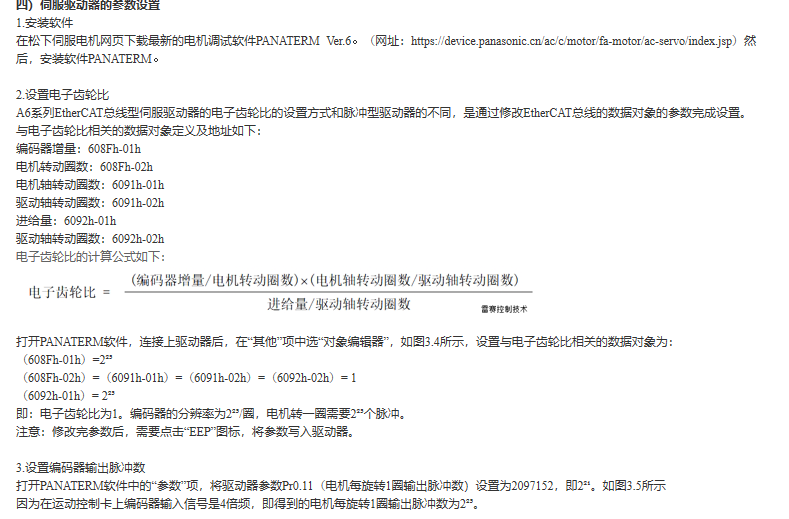 四）伺服驱动器的参数设置
1.安装软件
在松下伺服电机网页下载最新的电机调试软件PANATERM Ver.6。（网址：https://device.panasonic.cn/ac/c/motor/fa-motor/ac-servo/index.jsp）然
后，安装软件PANATERM。
2.设置电子齿轮比
A6系列EtherCAT总线型伺服驱动器的电子齿轮比的设置方式和脉冲型驱动器的不同，是通过修改EtherCAT总线的数据对象的参数完成设置。
与电子齿轮比相关的数据对象定义及地址如下：
编码器增量：608Fh-01h
电机转动圈数：608Fh-02h
电机轴转动圈数：6091h-01h
驱动轴转动圈数：6091h-02h
进给量：6092h-01h
驱动轴转动圈数：6092h-02h
电子齿轮比的计算公式如下：
电子齿轮比 = (编码器增量/电机转动圈数)×(电机轴转动圈数/驱动轴转动圈数)
进给量/驱动轴转动圈数
雷赛控制技术
打开PANATERM软件，连接上驱动器后，在“其他”项中选“对象编辑器”，如图3.4所示，设置与电子齿轮比相关的数据对象为：
（608Fh-01h）=2²³
（608Fh-02h）=（6091h-01h）=（6091h-02h）=（6092h-02h）= 1
（6092h-01h）= 2²³
即：电子齿轮比为1。编码器的分辨率为2²³/圈，电机转一圈需要2²³个脉冲。
注意：修改完参数后，需要点击“EEP”图标，将参数写入驱动器。
3.设置编码器输出脉冲数
打开PANATERM软件中的“参数”项，将驱动器参数Pr0.11（电机每旋转1圈输出脉冲数）设置为2097152，即2²¹。如图3.5所示
因为在运动控制卡上编码器输入信号是4倍频，即得到的电机每旋转1圈输出脉冲数为2²³。